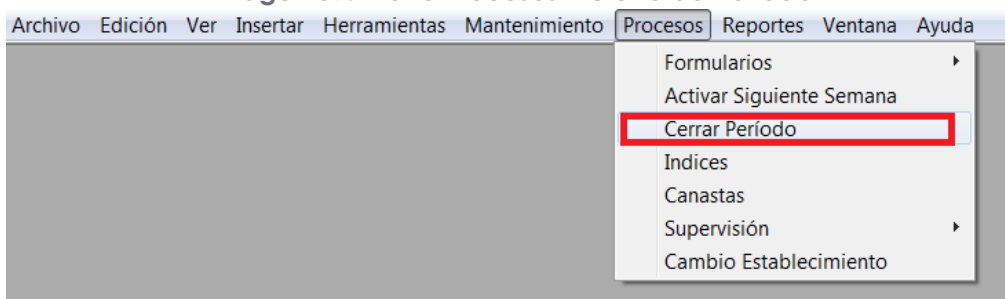 Archivo Edición Ver Insertar Herramientas Mantenimiento Procesos Reportes Ventana Ayuda
Formularios
Activar Siguiente Semana
Cerrar Período
Indices
Canastas
Supervisión
Cambio Establecimiento